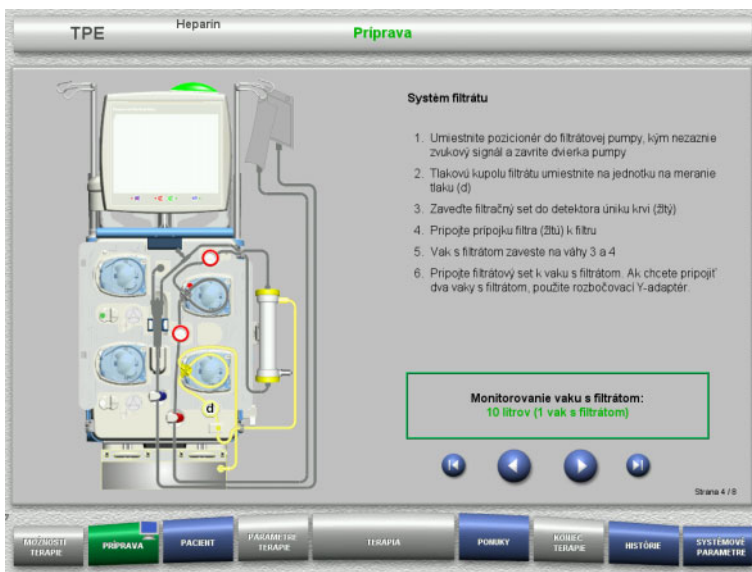 TPE
Heparín
Príprava
Systém filtrátu
1. Umiestnite pozicionér do filtrátovej pumpy, kým nezaznie
zvukový signál a zavrite dvierka pumpy
2. Tlakovú kupolu filtrátu umiestnite na jednotku na meranie
tlaku (d)
3. Zaveďte filtračný set do detektora úniku krvi (žltý)
4. Pripojte prípojku filtra (žltú) k filtru
5. Vak s filtrátom zaveste na váhy 3 a 4
6. Pripojte filtrátový set k vaku s filtrátom. Ak chcete pripojiť
dva vaky s filtrátom, použite rozbočovací Y-adaptér.
d
Monitorovanie vaku s filtrátom:
10 litrov (1 vak s filtrátom)
Strana 4 / 8
MOŽNOSTI
TERAPIE
PRÍPRAVA
PACIENT
PARAMETRE
TERAPIE
TERAPIA
PONUKY
KONIEC
TERAPIE
HISTÓRIE
SYSTÉMOVÉ
PARAMETRE